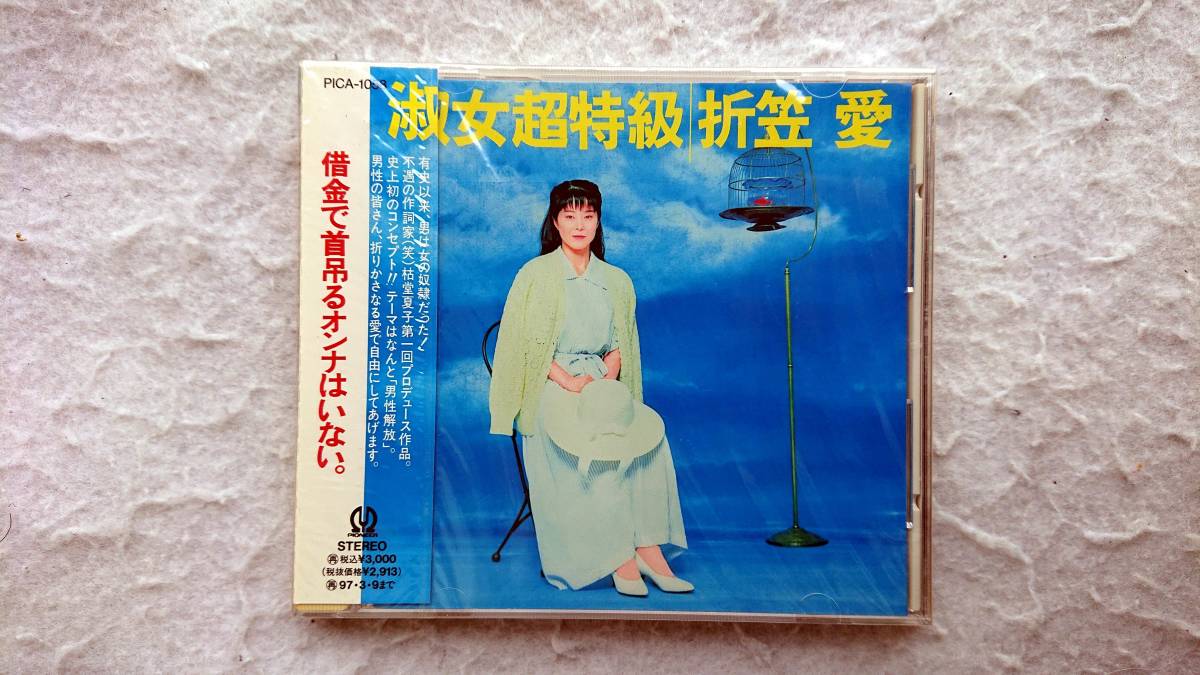 PICA-1058
淑女超特級|折笠 愛
有史以来、男は女の奴隷だった!
不遇の作詞家(笑)枯堂夏子第一回プロデュース作品。
史上初のコンセプト!!テーマはなんと「男性解放」。
男性の皆さん、折りかさなる愛で自由にしてあげます。
借金で首吊るオンナはいない。
PIONEER
STEREO
再税込¥3,000
(税抜価格¥2,913)
再97・3・9まで